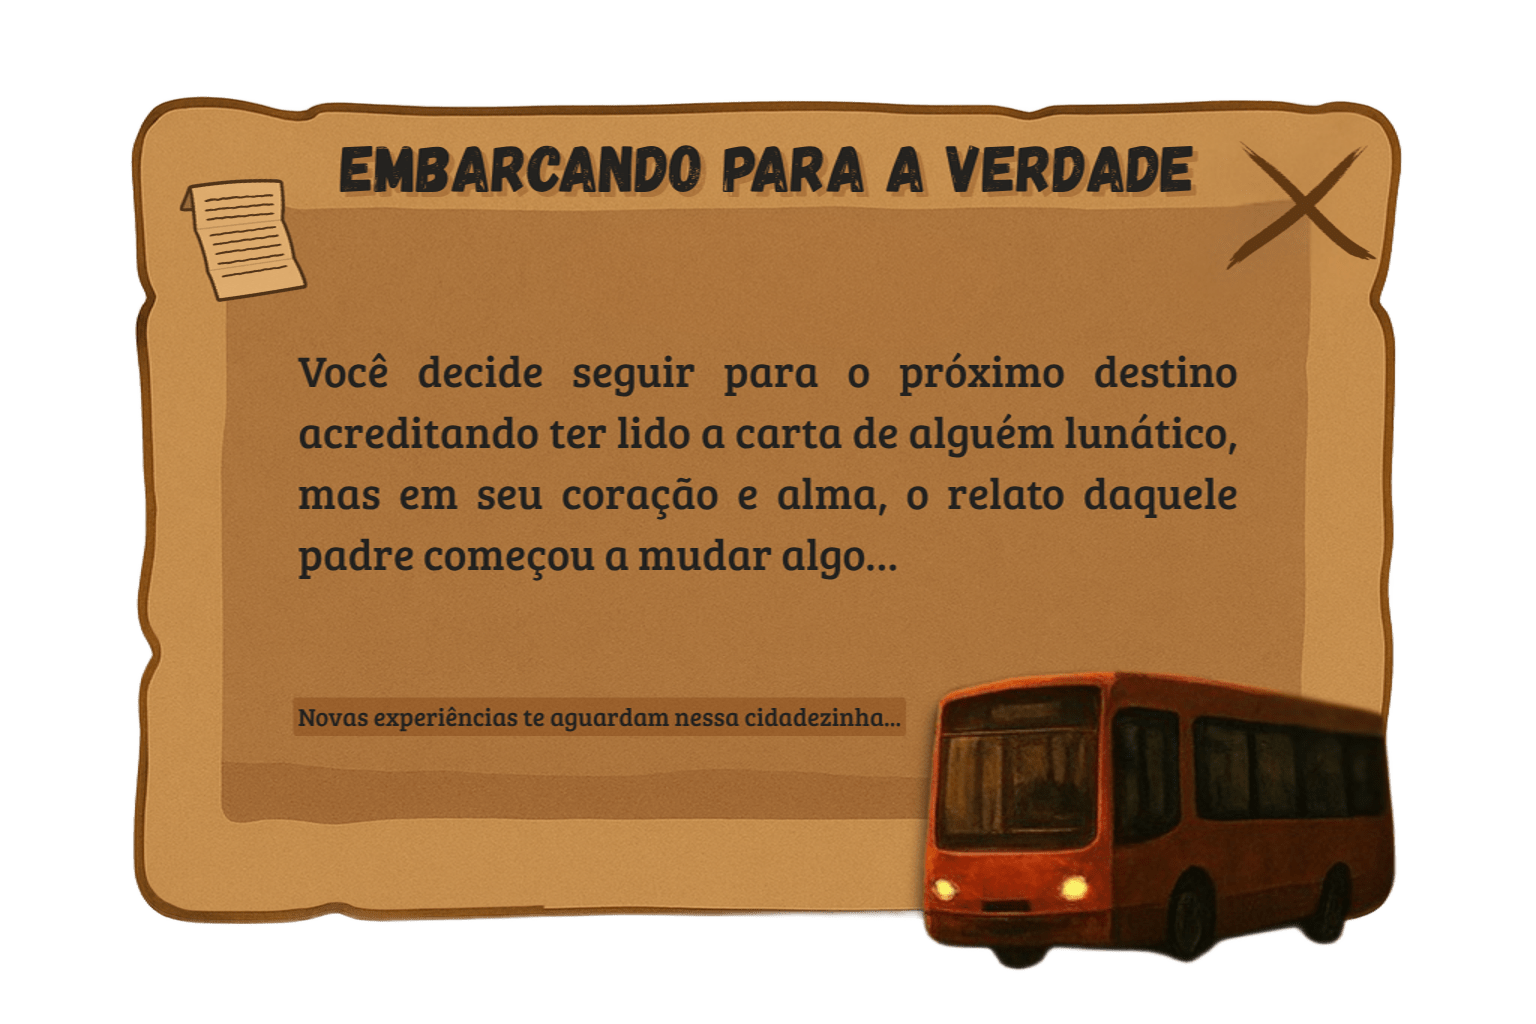 EMBARCANDO PARA A VERDADE
Você decide seguir para o próximo destino
acreditando ter lido a carta de alguém lunático,
mas em seu coração e alma, o relato daquele
padre começou a mudar algo...
Novas experiências te aguardam nessa cidadezinha...